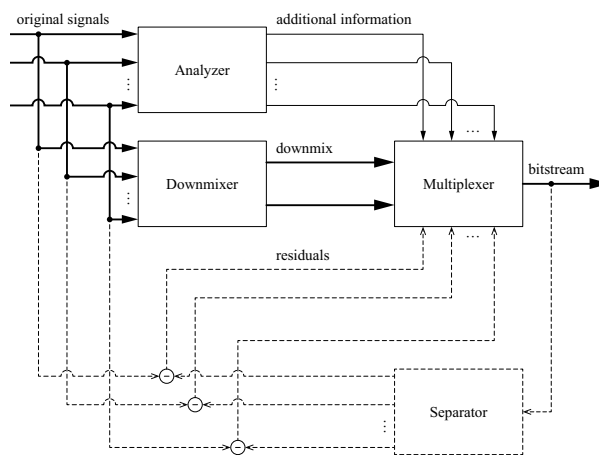 original signals
additional information
Analyzer
...
...
...
downmix
Downmixer
...
Multiplexer
bitstream
...
residuals
−
−
Separator
...
−